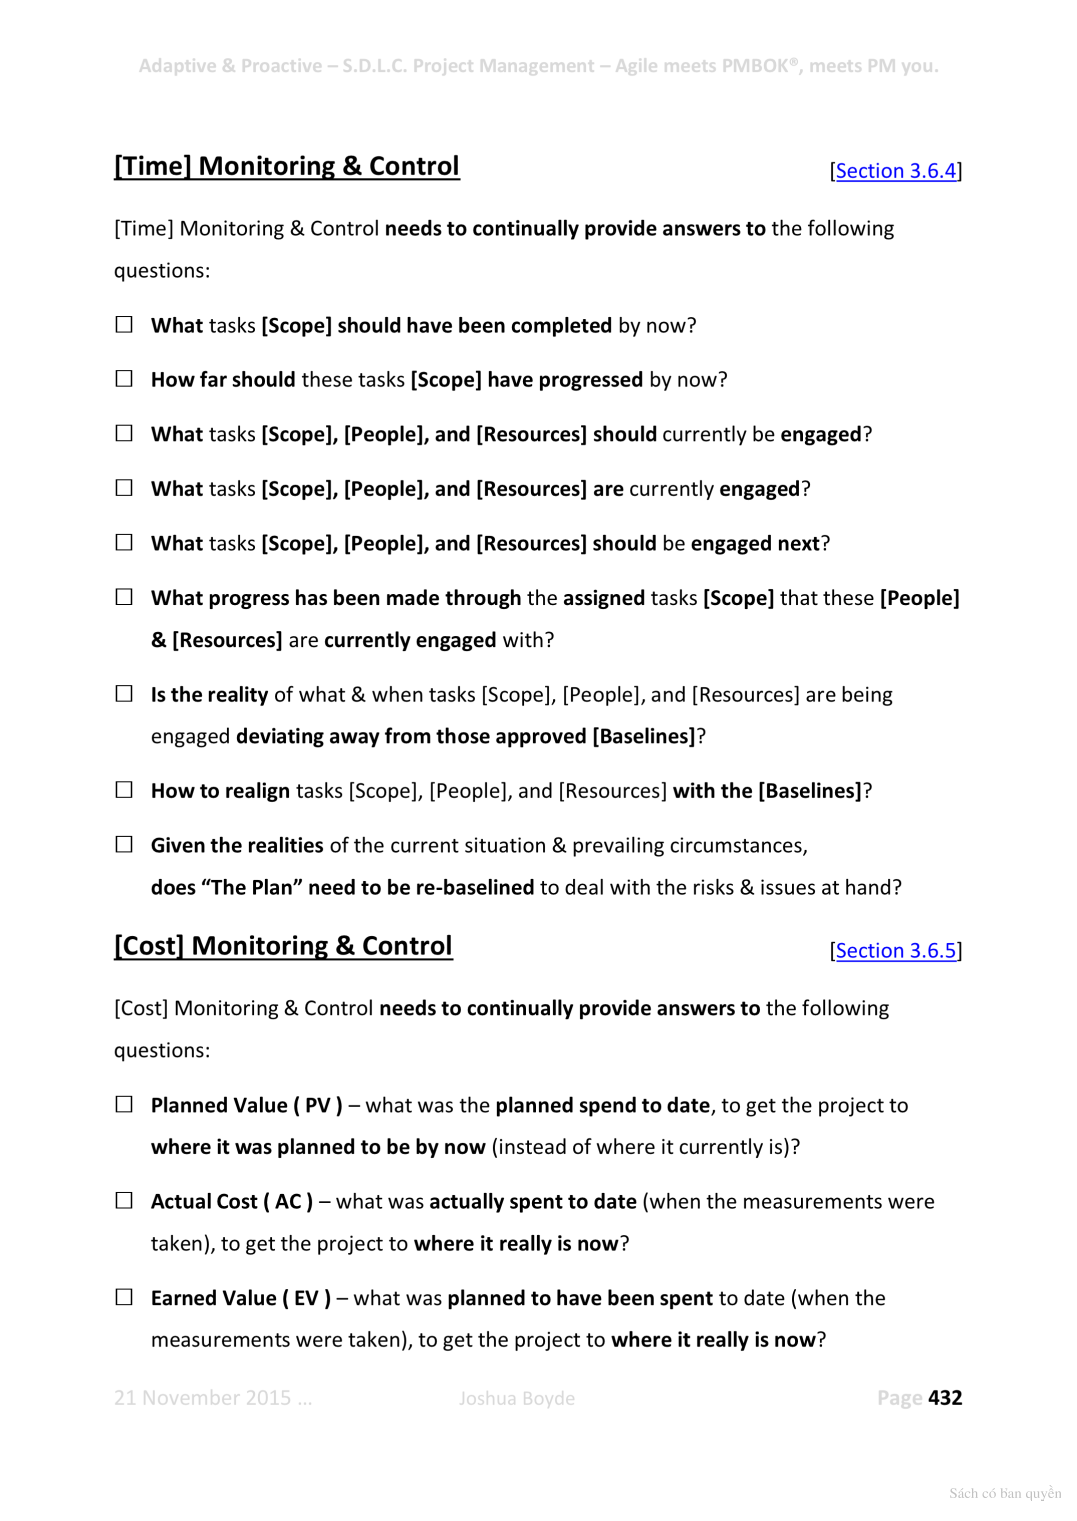 Adaptive & Proactive – S.D.L.C. Project Management – Agile meets PMBOK®, meets PM you.
[Time] Monitoring & Control [Section 3.6.4]
[Time] Monitoring & Control needs to continually provide answers to the following
questions:
☐ What tasks [Scope] should have been completed by now?
☐ How far should these tasks [Scope] have progressed by now?
☐ What tasks [Scope], [People], and [Resources] should currently be engaged?
☐ What tasks [Scope], [People], and [Resources] are currently engaged?
☐ What tasks [Scope], [People], and [Resources] should be engaged next?
☐ What progress has been made through the assigned tasks [Scope] that these [People]
& [Resources] are currently engaged with?
☐ Is the reality of what & when tasks [Scope], [People], and [Resources] are being
engaged deviating away from those approved [Baselines]?
☐ How to realign tasks [Scope], [People], and [Resources] with the [Baselines]?
☐ Given the realities of the current situation & prevailing circumstances,
does “The Plan” need to be re-baselined to deal with the risks & issues at hand?
[Cost] Monitoring & Control [Section 3.6.5]
[Cost] Monitoring & Control needs to continually provide answers to the following
questions:
☐ Planned Value ( PV ) – what was the planned spend to date, to get the project to
where it was planned to be by now (instead of where it currently is)?
☐ Actual Cost ( AC ) – what was actually spent to date (when the measurements were
taken), to get the project to where it really is now?
☐ Earned Value ( EV ) – what was planned to have been spent to date (when the
measurements were taken), to get the project to where it really is now?
21 November 2015 … Joshua Boyde Page 432
Sách có bản quyền